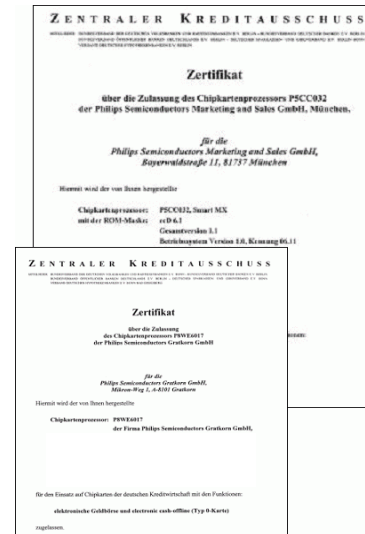 ZENTRALER KREDITAUSSCHUSS
Zertifikat
über die Zulassung des Chipkartenprozessors P5CC032
der Philips Semiconductors Marketing and Sales GmbH, München.
für die
Philips Semiconductors Marketing and Sales GmbH,
Bayerwaldstraße 11, 81737 München
Hiermit wird der von Ihnen hergestellte
Chipkartenprozessor: P5CC032, Smart MX
mit der ROM-Maske: ecD 6.1
Gesamtversion 1.1
Betriebssystem Version 1.0, Kennung 06.11
ZENTRALER KREDITAUSSCHUSS
Zertifikat
über die Zulassung
des Chipkartenprozessors P8WE6017
der Philips Semiconductors Gratkorn GmbH
für die
Philips Semiconductors Gratkorn GmbH,
Mikron-Weg 1, A-8101 Gratkorn
Hiermit wird der von Ihnen hergestellte
Chipkartenprozessor: P8WE6017
der Firma Philips Semiconductors Gratkorn GmbH,
für den Einsatz auf Chipkarten der deutschen Kreditwirtschaft mit den Funktionen:
elektronische Geldbörse und electronic cash-offline (Typ 0-Karte)
zugelassen.